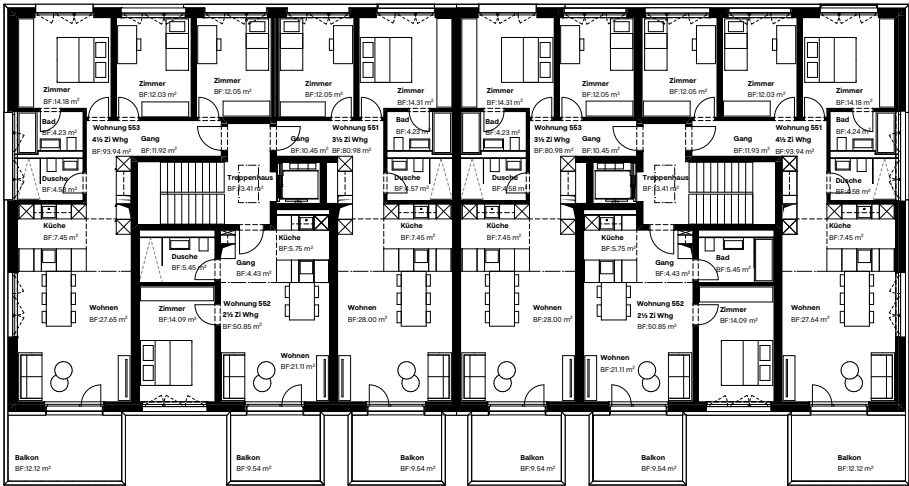 Zimmer
BF:14.18 m²
Zimmer
BF:12.03 m²
Zimmer
BF:12.05 m²
Zimmer
BF:12.05 m²
Zimmer
BF:14.31 m²
Zimmer
BF:14.31 m²
Zimmer
BF:12.05 m²
Zimmer
BF:12.05 m²
Zimmer
BF:12.03 m²
Zimmer
BF:14.18 m²
Bad
BF:4.23 m²
Wohnung 553
4½ Zi Whg
BF:93.94 m²
Gang
BF:11.92 m²
Gang
BF:10.45 m²
Wohnung 551
3½ Zi Whg
BF:80.98 m²
Bad
BF:4.23 m²
Bad
BF:4.23 m²
Wohnung 553
3½ Zi Whg
BF:80.98 m²
Gang
BF:10.45 m²
Gang
BF:11.93 m²
Wohnung 551
4½ Zi Whg
BF:93.94 m²
Bad
BF:4.24 m²
Dusche
BF:4.58 m²
Treppenhaus
BF:13.41 m²
Dusche
BF:4.57 m²
Dusche
BF:4.58 m²
Treppenhaus
BF:13.41 m²
Dusche
BF:4.58 m²
Küche
BF:7.45 m²
Dusche
BF:5.45 m²
Gang
BF:4.43 m²
Küche
BF:5.75 m²
Küche
BF:7.45 m²
Küche
BF:7.45 m²
Küche
BF:5.75 m²
Gang
BF:4.43 m²
Bad
BF:5.45 m²
Küche
BF:7.45 m²
Wohnen
BF:27.65 m²
Zimmer
BF:14.09 m²
Wohnung 552
2½ Zi Whg
BF:50.85 m²
Wohnen
BF:28.00 m²
Wohnen
BF:28.00 m²
Wohnung 552
2½ Zi Whg
BF:50.85 m²
Zimmer
BF:14.09 m²
Wohnen
BF:27.64 m²
Wohnen
BF:21.11 m²
Wohnen
BF:21.11 m²
Balkon
BF:12.12 m²
Balkon
BF:9.54 m²
Balkon
BF:9.54 m²
Balkon
BF:9.54 m²
Balkon
BF:9.54 m²
Balkon
BF:12.12 m²